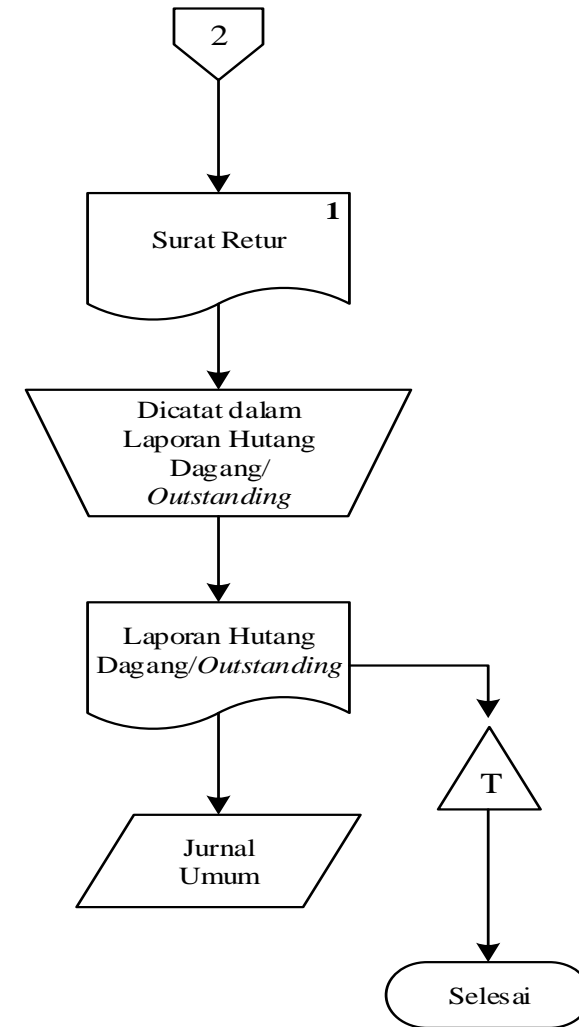 2
1
Surat Retur
Dicatat dalam
Laporan Hutang
Dagang/
Outstanding
Laporan Hutang
Dagang/Outstanding
T
Jurnal
Umum
Selesai